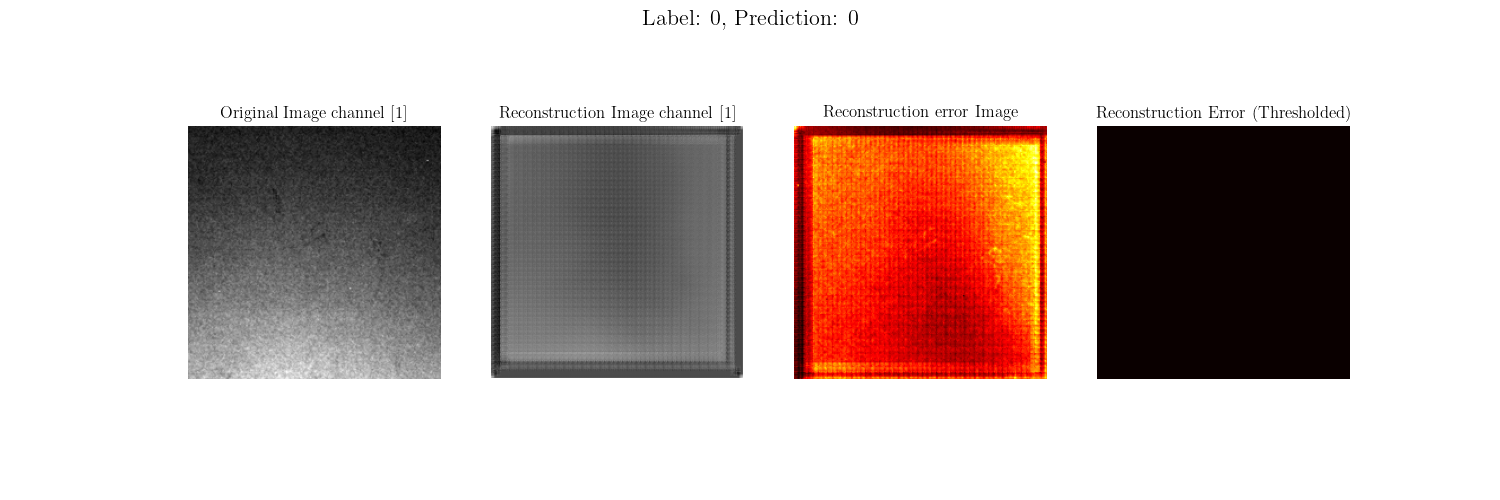 Label: 0, Prediction: 0
Original Image channel [1]
Reconstruction Image channel [1]
Reconstruction error Image
Reconstruction Error (Thresholded)